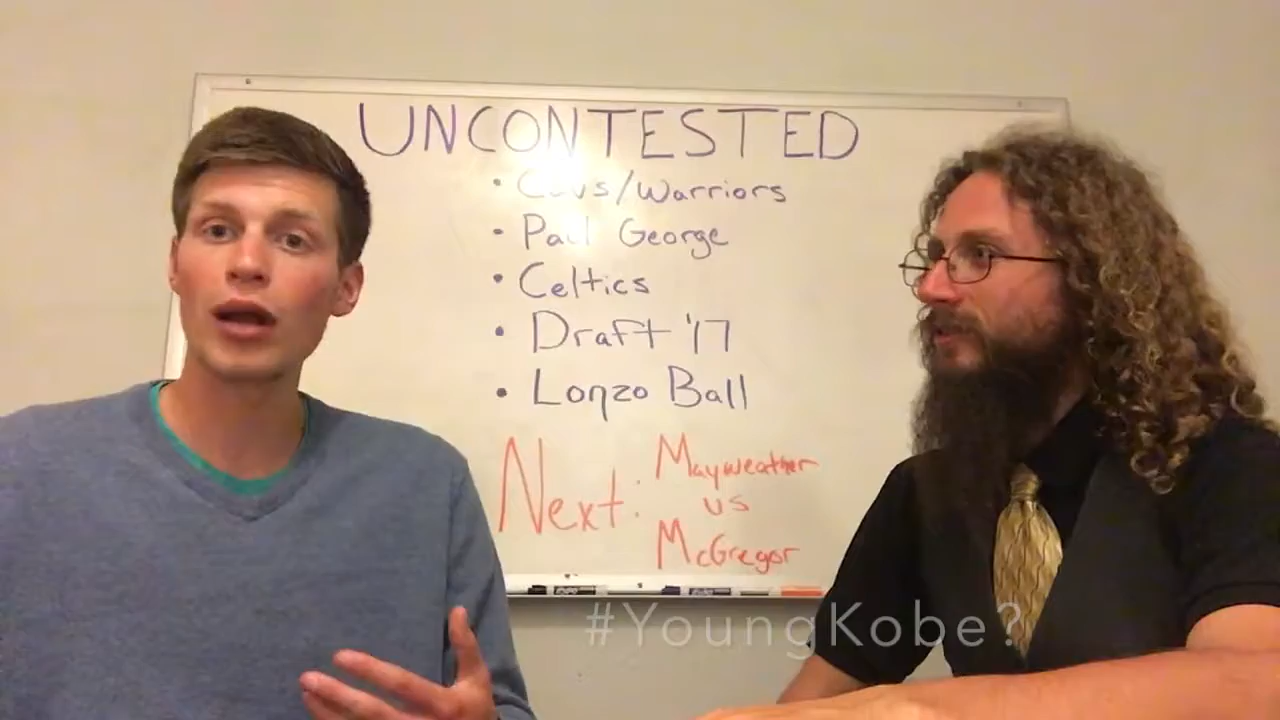 UNCONTESTED
• Cavs/Warriors
• Paul George
• Celtics
• Draft '17
• Lonzo Ball
Next: Mayweather
vs
McGregor
#YoungKobe?